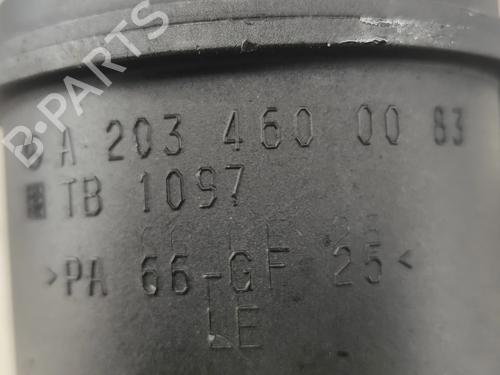 A 203 460 00 83
TB 1097
>PA 66-GF 25<
LE
B-PARTS